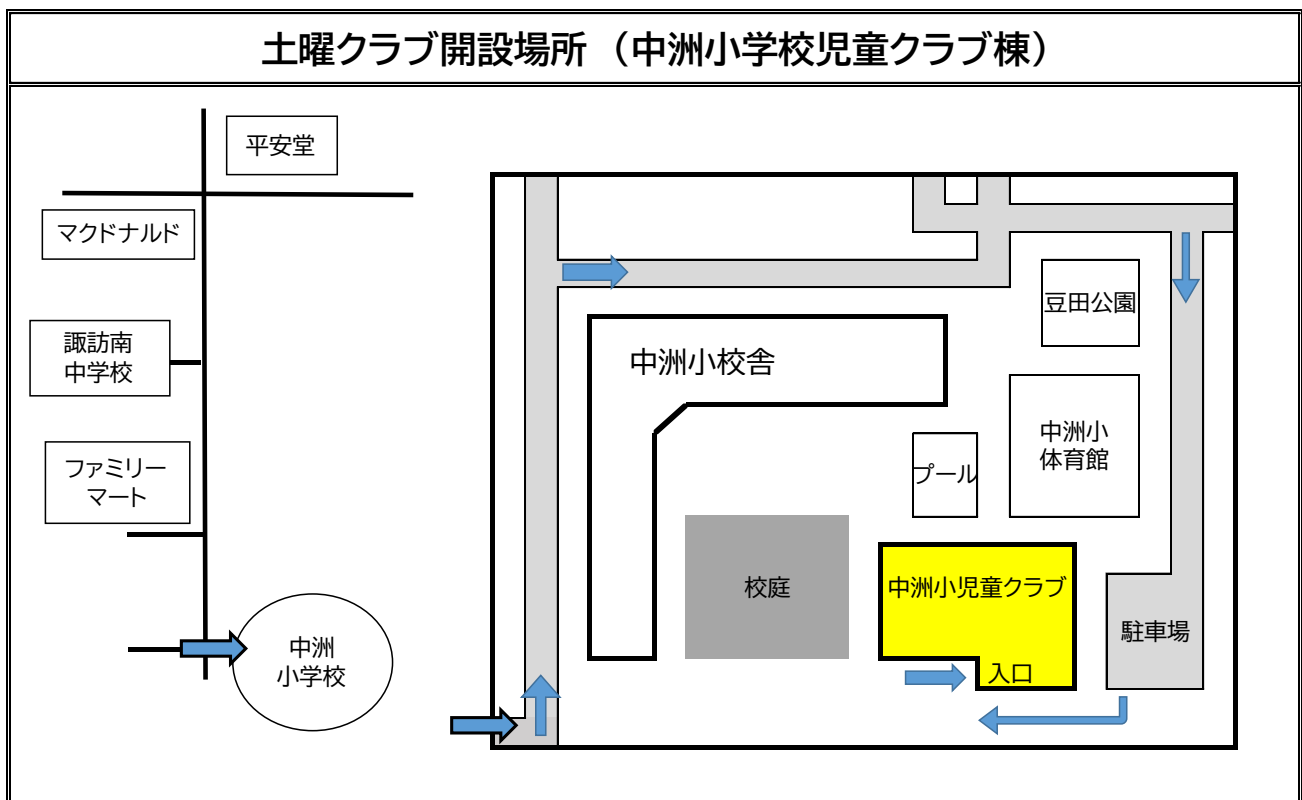 土曜クラブ開設場所（中洲小学校児童クラブ棟）
平安堂
マクドナルド
諏訪南
中学校
ファミリー
マート
中洲
小学校
豆田公園
中洲小校舎
中洲小
体育館
プール
校庭
中洲小児童クラブ
駐車場
入口